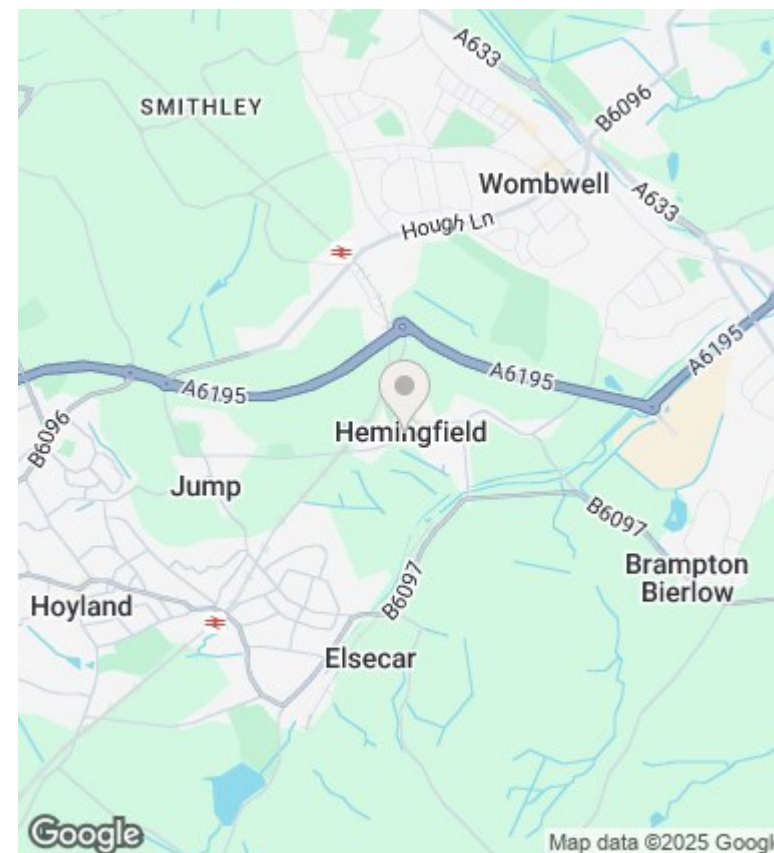 A633
B6096
SMITHLEY
Wombwell
A633
Hough Ln
A6195
A6195
A6195
Hemingfield
B6096
Jump
B6097
Brampton
Bierlow
Hoyland
B6097
Elsecar
Google
Map data ©2025 Google